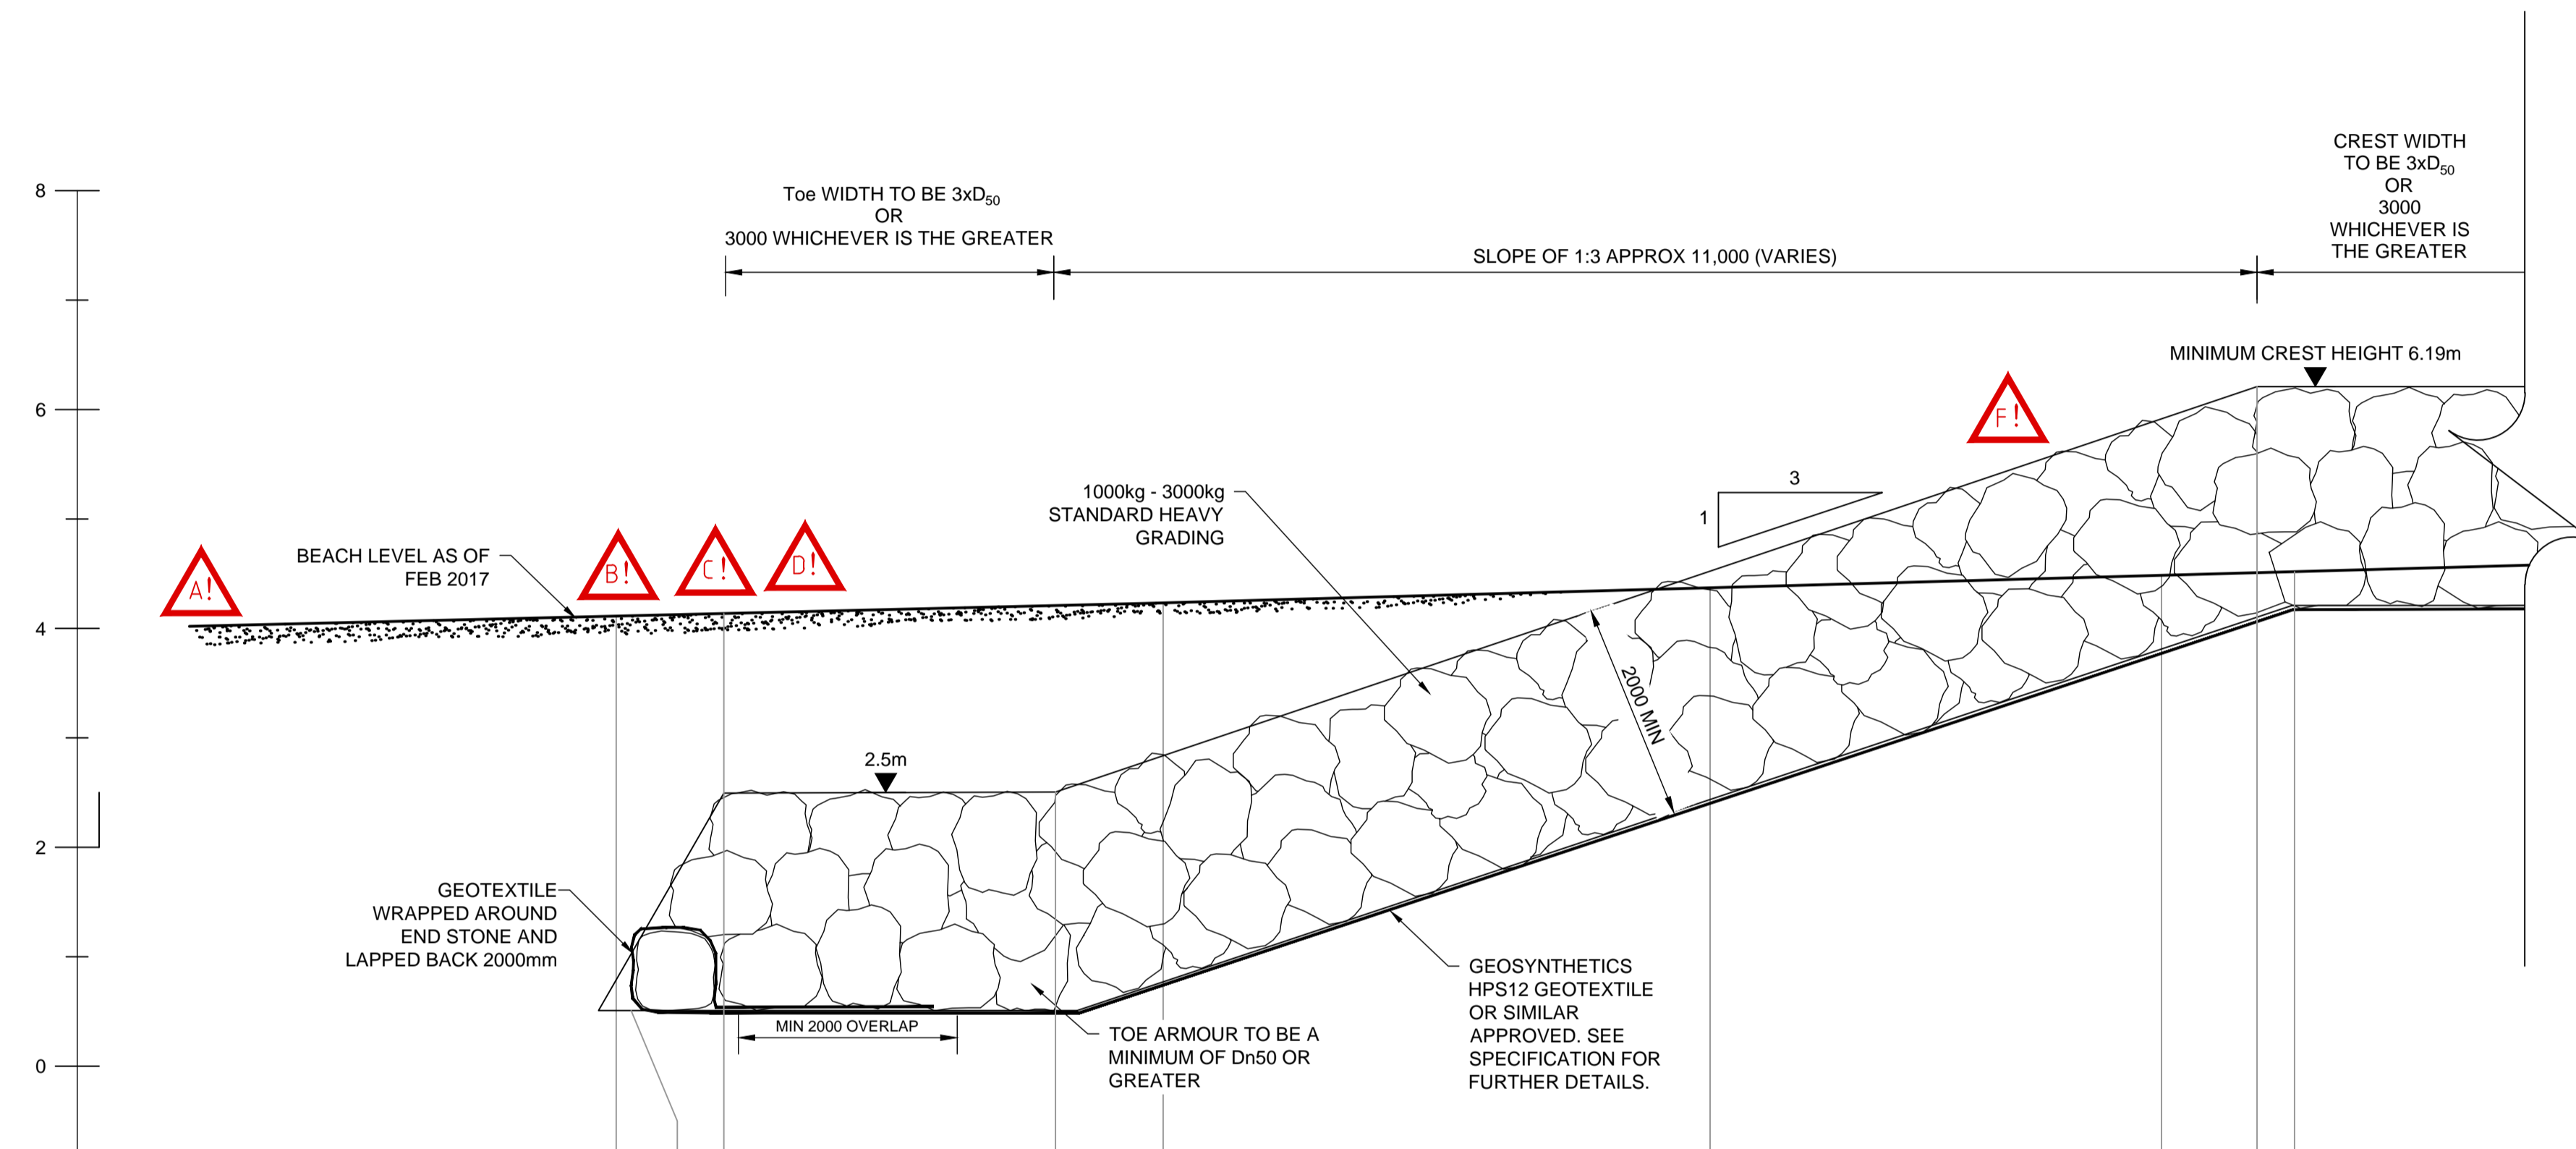 CREST WIDTH
TO BE 3xD50
OR
3000
WHICHEVER IS
THE GREATER
Toe WIDTH TO BE 3xD50
OR
3000 WHICHEVER IS THE GREATER
SLOPE OF 1:3 APPROX 11,000 (VARIES)
MINIMUM CREST HEIGHT 6.19m
8
6
4
2
0
A!
B!
C!
D!
F!
BEACH LEVEL AS OF
FEB 2017
1000kg - 3000kg
STANDARD HEAVY
GRADING
3
1
2000 MIN
2.5m
GEOTEXTILE
WRAPPED AROUND
END STONE AND
LAPPED BACK 2000mm
MIN 2000 OVERLAP
TOE ARMOUR TO BE A
MINIMUM OF Dn50 OR
GREATER
GEOSYNTHETICS
HPS12 GEOTEXTILE
OR SIMILAR
APPROVED. SEE
SPECIFICATION FOR
FURTHER DETAILS.